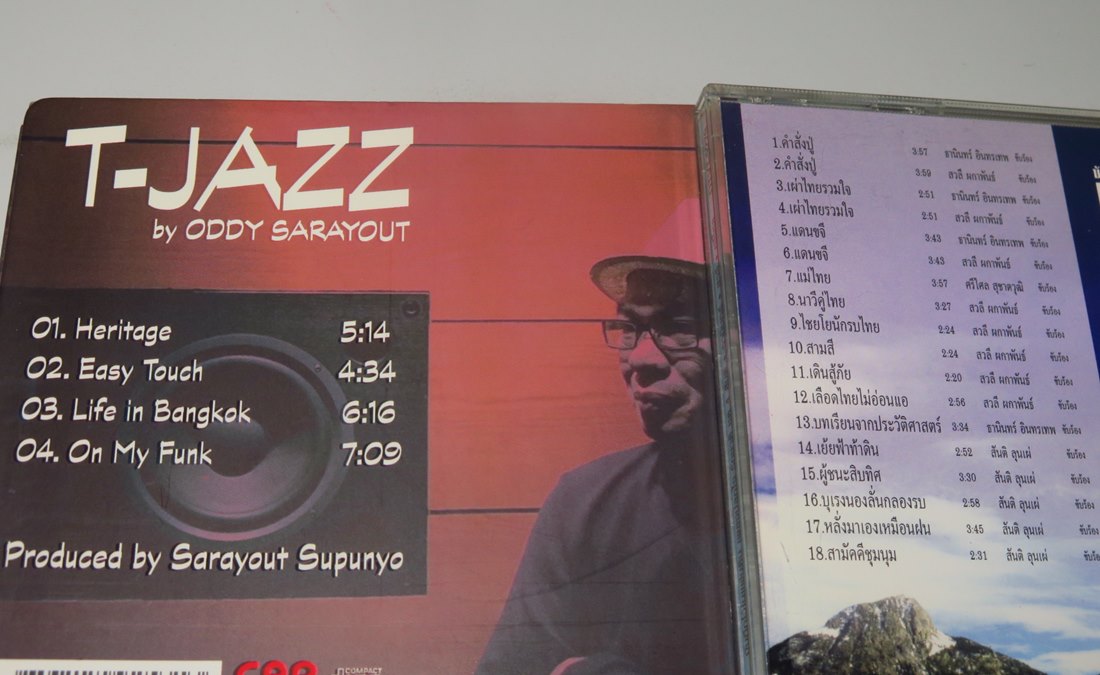 T-JAZZ
by ODDY SARAYOUT
01. Heritage 5:14
02. Easy Touch 4:34
03. Life in Bangkok 6:16
04. On My Funk 7:09
Produced by Sarayout Supunyo
COMPACT
1.คำสั่งปู่ 3:57 ธานินทร์ อินทรเทพ ขับร้อง
2.คำสั่งปู่ 3:59 สวลี ผกาพันธ์ ขับร้อง
3.เผ่าไทยรวมใจ 2:51 ธานินทร์ อินทรเทพ ขับร้อง
4.เผ่าไทยรวมใจ 2:51 สวลี ผกาพันธ์ ขับร้อง
5.แดนขจี 3:43 ธานินทร์ อินทรเทพ ขับร้อง
6.แดนขจี 3:43 สวลี ผกาพันธ์ ขับร้อง
7.แม่ไทย 3:57 ศรีไศล สุชาตวุฒิ ขับร้อง
8.นาวีคู่ไทย 3:27 สวลี ผกาพันธ์ ขับร้อง
9.ไชยโยนักรบไทย 2:24 สวลี ผกาพันธ์ ขับร้อง
10.สามสี 2:24 สวลี ผกาพันธ์ ขับร้อง
11.เดินสู้ภัย 2:20 สวลี ผกาพันธ์ ขับร้อง
12.เลือดไทยไม่อ่อนแอ 2:56 สวลี ผกาพันธ์ ขับร้อง
13.บทเรียนจากประวัติศาสตร์ 3:34 ธานินทร์ อินทรเทพ ขับร้อง
14.เย้ยฟ้าท้าดิน 2:52 สันติ ลุนเผ่ ขับร้อง
15.ผู้ชนะสิบทิศ 3.30 สันติ ลุนเผ่ ขับร้อง
16.บุเรงนองลั่นกลองรบ 2:58 สันติ ลุนเผ่ ขับร้อง
17.หลั่งมาเองเหมือนฝน 3:45 สันติ ลุนเผ่ ขับร้อง
18.สามัคคีชุมนุม 2:31 สันติ ลุนเผ่